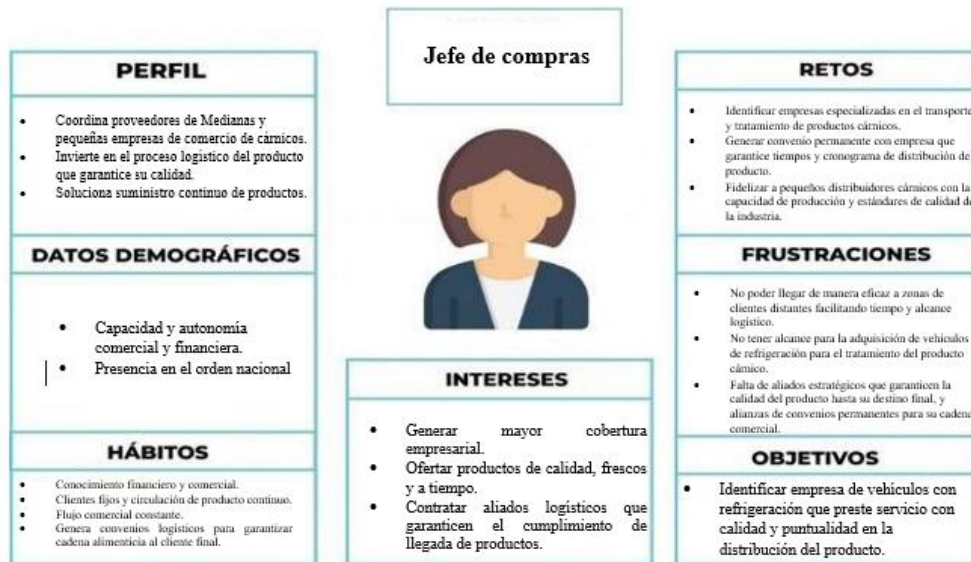 Jefe de compras
PERFIL
• Coordina proveedores de Medianas y
pequeñas empresas de comercio de cárnicos.
• Invierte en el proceso logístico del producto
que garantice su calidad.
• Soluciona suministro continuo de productos.
DATOS DEMOGRÁFICOS
• Capacidad y autonomía
comercial y financiera.
• Presencia en el orden nacional
HÁBITOS
• Conocimiento financiero y comercial.
• Clientes fijos y circulación de producto continuo.
• Flujo comercial constante.
• Genera convenios logísticos para garantizar
cadena alimenticia al cliente final.
INTERESES
• Generar mayor cobertura
empresarial.
• Ofertar productos de calidad, frescos
y a tiempo.
• Contratar aliados logísticos que
garanticen el cumplimiento de
llegada de productos.
RETOS
• Identificar empresas especializadas en el transporte
y tratamiento de productos cárnicos.
• Generar convenio permanente con empresa que
garantice tiempos y cronograma de distribución de
producto.
• Fidelizar a pequeños distribuidores cárnicos con la
capacidad de producción y estándares de calidad de
la industria.
FRUSTRACIONES
• No poder llegar de manera eficaz a zonas de
clientes distantes facilitando tiempo y alcance
logístico.
• No tener alcance para la adquisición de vehículos
de refrigeración para el tratamiento del producto
cárnico.
• Falta de aliados estratégicos que garanticen la
calidad del producto hasta su destino final, y
alianzas de convenios permanentes para su cadena
comercial.
OBJETIVOS
• Identificar empresa de vehículos con
refrigeración que preste servicio con
calidad y puntualidad en la
distribución del producto.